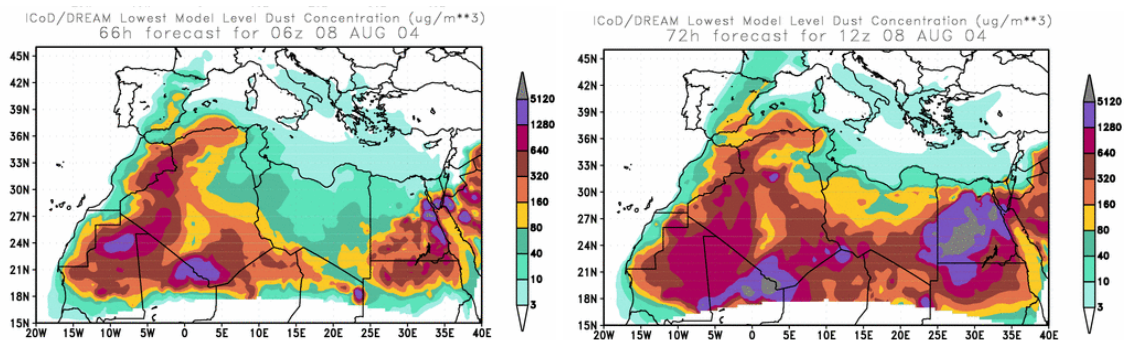 ICoD/DREAM Lowest Model Level Dust Concentration (ug/m**3)
66h forecast for 06z 08 AUG 04
45N
42N
39N
36N
33N
30N
27N
24N
21N
18N
15N
20W 15W 10W 5W 0 5E 10E 15E 20E 25E 30E 35E 40E
5120
1280
640
320
160
80
40
10
3
ICoD/DREAM Lowest Model Level Dust Concentration (ug/m**3)
72h forecast for 12z 08 AUG 04
45N
42N
39N
36N
33N
30N
27N
24N
21N
18N
15N
20W 15W 10W 5W 0 5E 10E 15E 20E 25E 30E 35E 40E
5120
1280
640
320
160
80
40
10
3